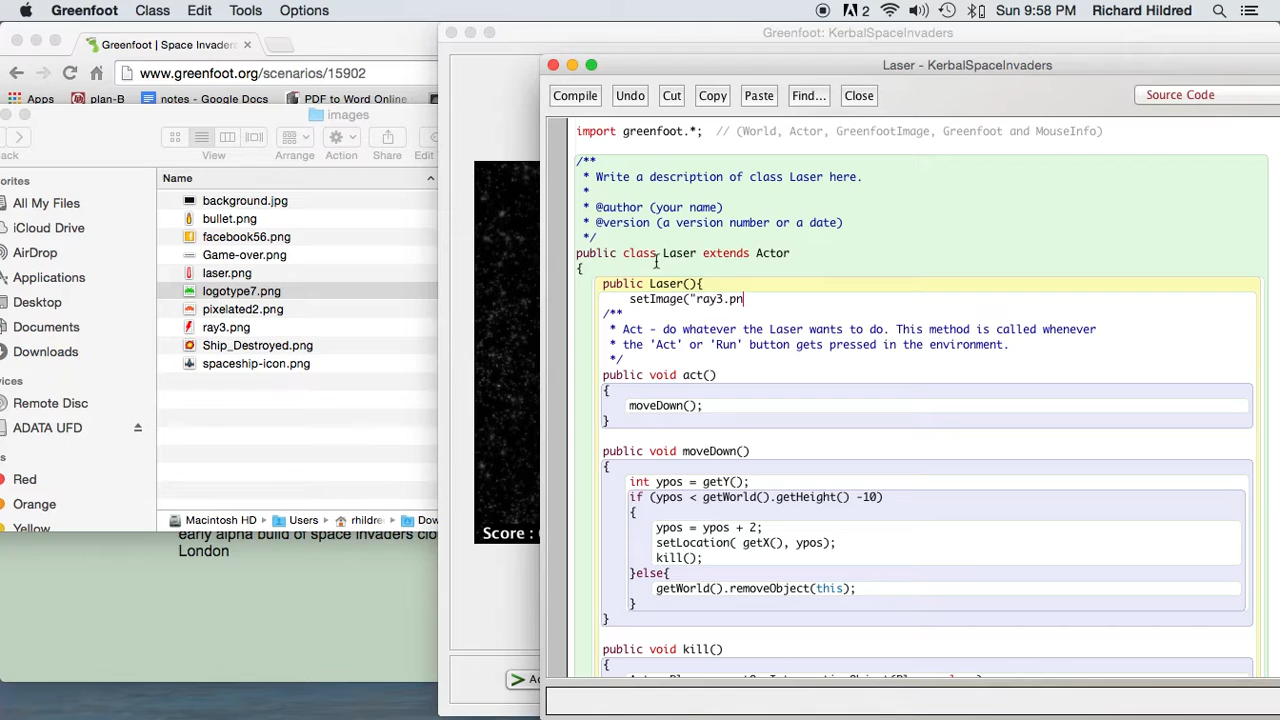 Greenfoot Class Edit Tools Options 2 Sun 9:58 PM Richard Hildred
Greenfoot | Space Invader
www.greenfoot.org/scenarios/15902
Apps plan-B notes - Google Docs PDF to Word Online
images
View Arrange Action Share Edit
Name
All My Files
iCloud Drive
AirDrop
Applications
Desktop
Documents
Downloads
Remote Disc
ADATA UFD
Red
Orange
Yellow
background.jpg
bullet.png
facebook56.png
Game-over.png
laser.png
logotype7.png
pixelated2.png
ray3.png
Ship_Destroyed.png
spaceship-icon.png
Macintosh HD Users rhildre Dow
early alpha build of space invaders clo
London
Greenfoot: KerbalSpaceInvaders
Score :
Laser - KerbalSpaceInvaders
Compile Undo Cut Copy Paste Find... Close Source Code
import greenfoot.*; // (World, Actor, GreenfootImage, Greenfoot and MouseInfo)
/**
* Write a description of class Laser here.
*
* @author (your name)
* @version (a version number or a date)
*/
public class Laser extends Actor
{
public Laser(){
setImage("ray3.pn
/**
* Act - do whatever the Laser wants to do. This method is called whenever
* the 'Act' or 'Run' button gets pressed in the environment.
*/
public void act()
{
moveDown();
}
public void moveDown()
{
int ypos = getY();
if (ypos < getWorld().getHeight() -10)
{
ypos = ypos + 2;
setLocation( getX(), ypos);
kill();
}else{
getWorld().removeObject(this);
}
}
public void kill()
{